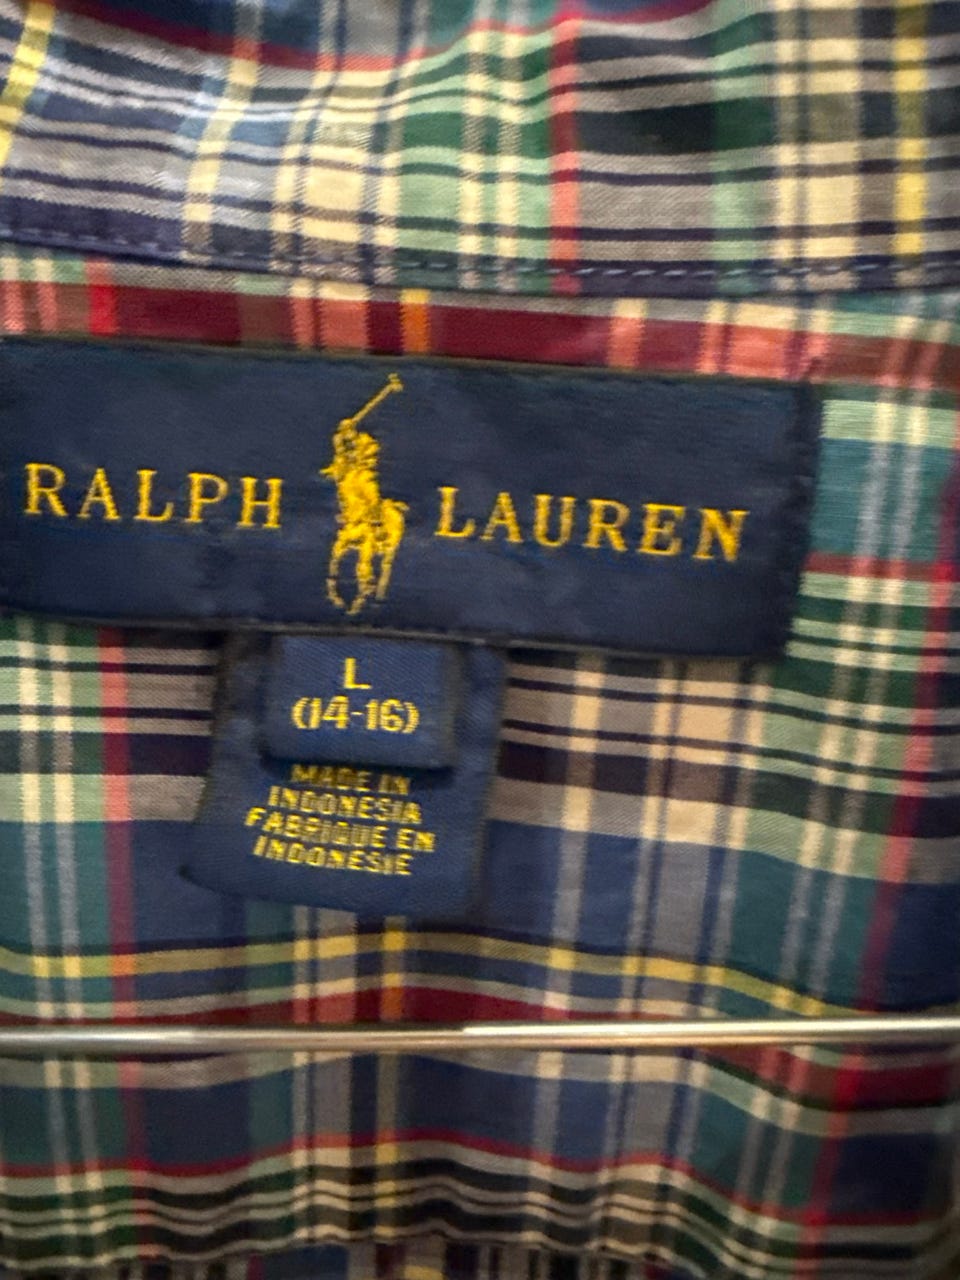 RALPH LAUREN
L
(14-16)
MADE IN
INDONESIA
FABRIQUE EN
INDONESIE